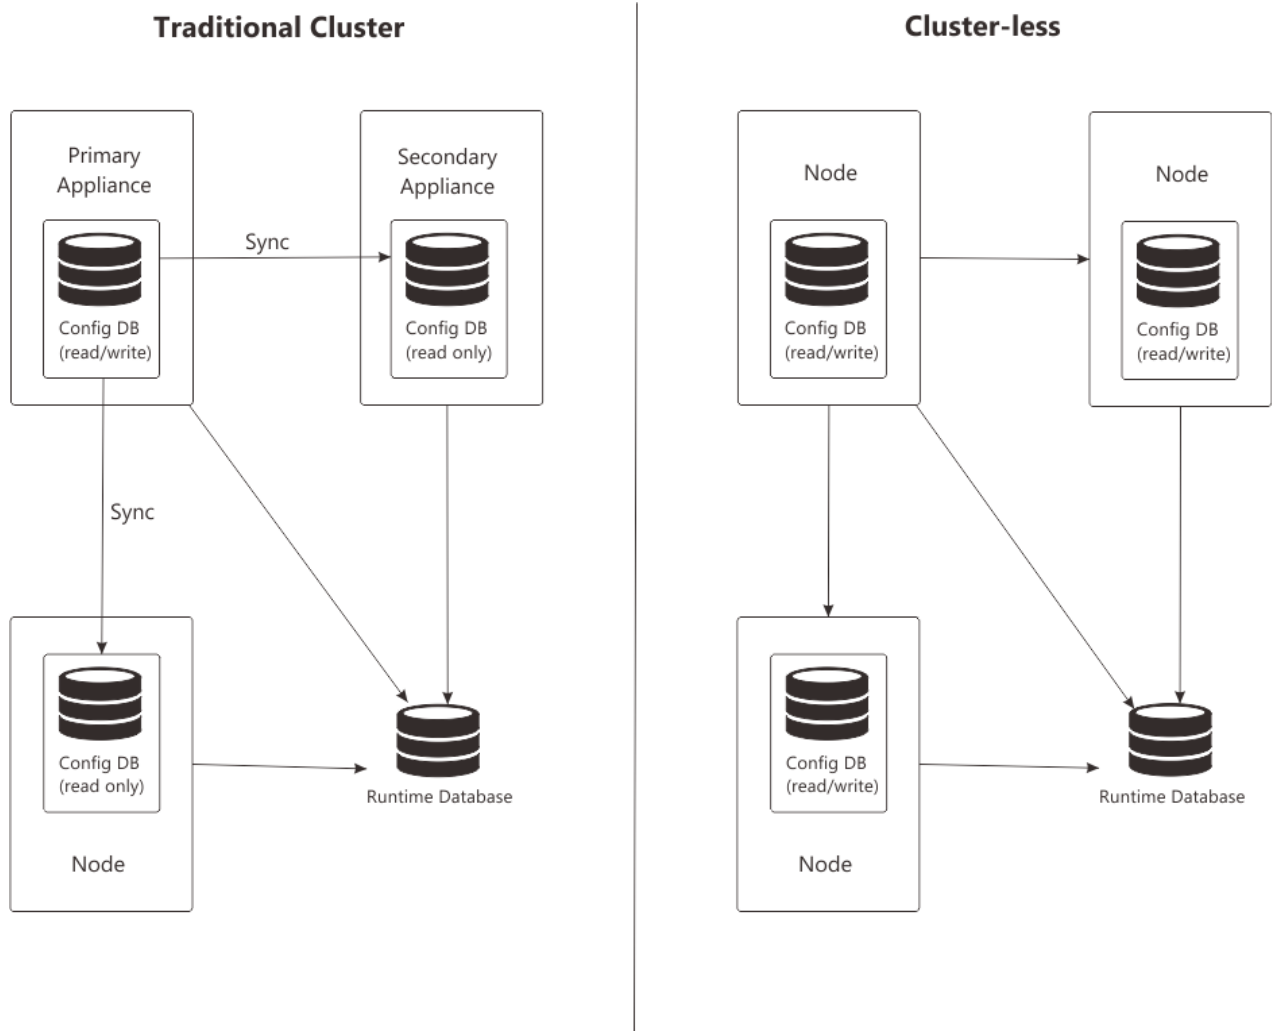 Traditional Cluster
Primary
Appliance
Config DB
(read/write)
Sync
Secondary
Appliance
Config DB
(read only)
Sync
Config DB
(read only)
Node
Runtime Database
Cluster-less
Node
Config DB
(read/write)
Node
Config DB
(read/write)
Config DB
(read/write)
Node
Runtime Database